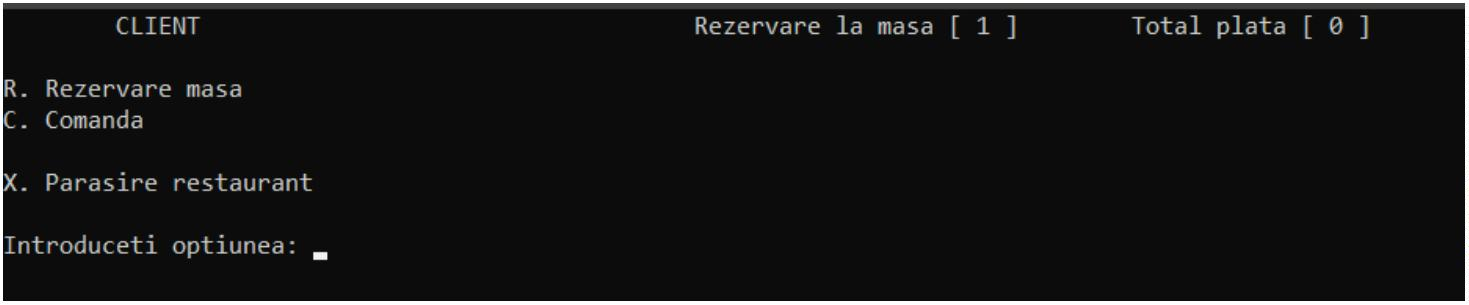 CLIENT Rezervare la masa [ 1 ] Total plata [ 0 ]
R. Rezervare masa
C. Comanda
X. Parasire restaurant
Introduceti optiunea: